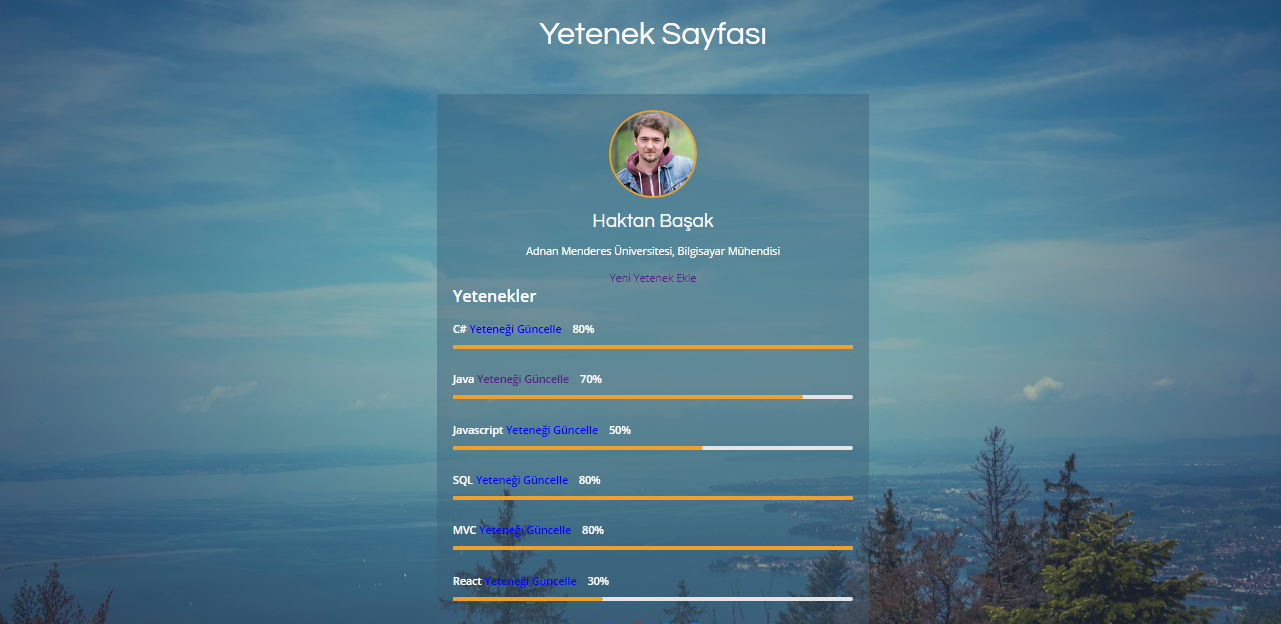 Yetenek Sayfası
Haktan Başak
Adnan Menderes Üniversitesi, Bilgisayar Mühendisi
Yeni Yetenek Ekle
Yetenekler
C# Yeteneği Güncelle 80%
Java Yeteneği Güncelle 70%
Javascript Yeteneği Güncelle 50%
SQL Yeteneği Güncelle 80%
MVC Yeteneği Güncelle 80%
React Yeteneği Güncelle 30%